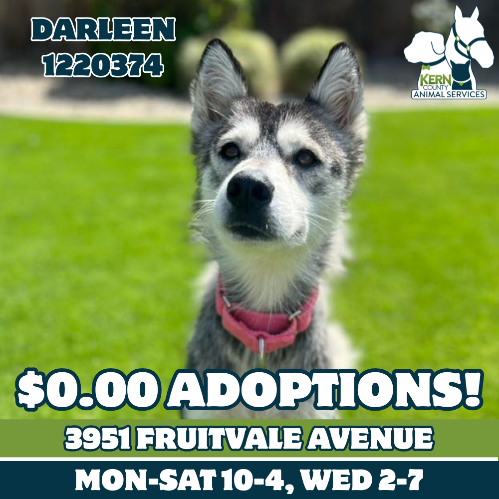 DARLEEN
1220374
KERN
COUNTY
ANIMAL SERVICES
$0.00 ADOPTIONS!
3951 FRUITVALE AVENUE
MON-SAT 10-4, WED 2-7